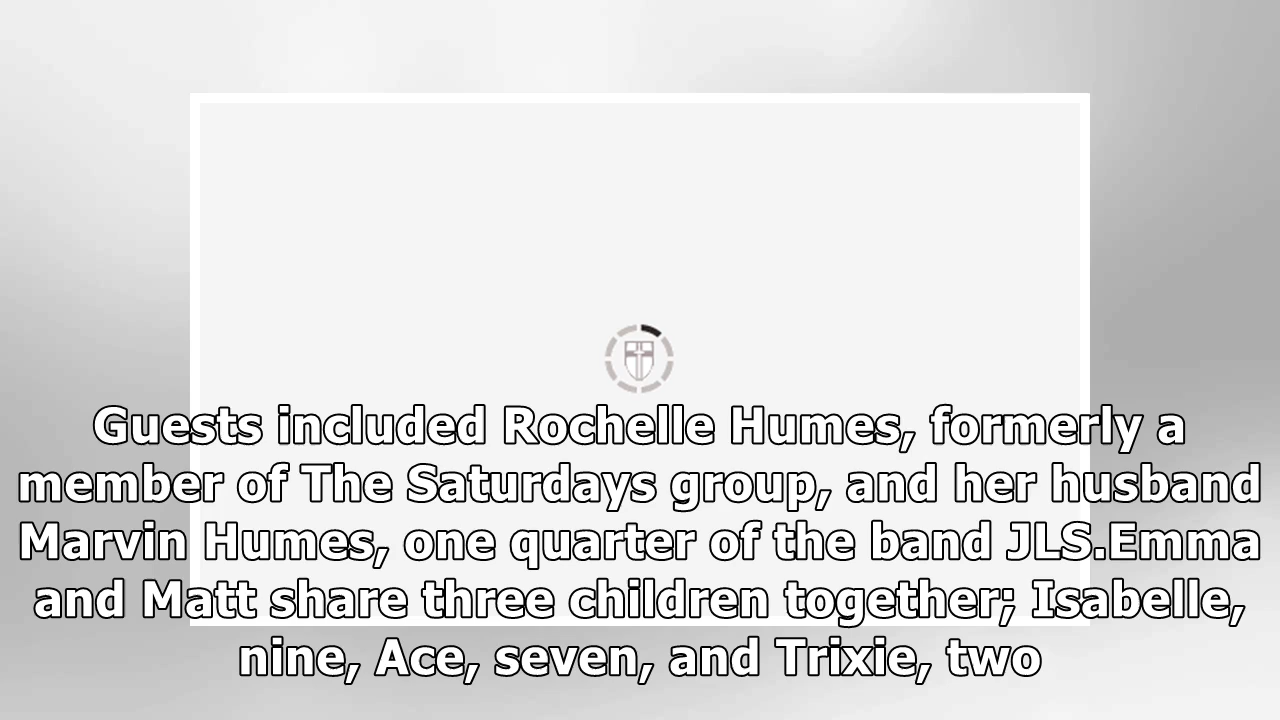 Guests included Rochelle Humes, formerly a
member of The Saturdays group, and her husband
Marvin Humes, one quarter of the band JLS.Emma
and Matt share three children together; Isabelle,
nine, Ace, seven, and Trixie, two